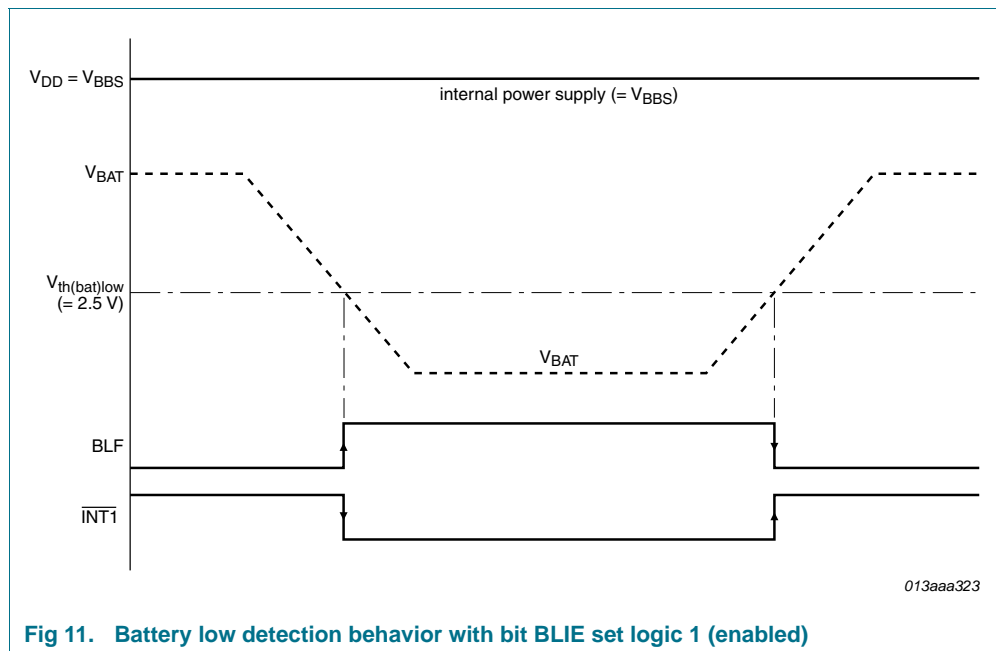 VDD = VBBS
internal power supply (= VBBS)
VBAT
Vth(bat)low
(= 2.5 V)
VBAT
BLF
INT1
013aaa323
Fig 11. Battery low detection behavior with bit BLIE set logic 1 (enabled)